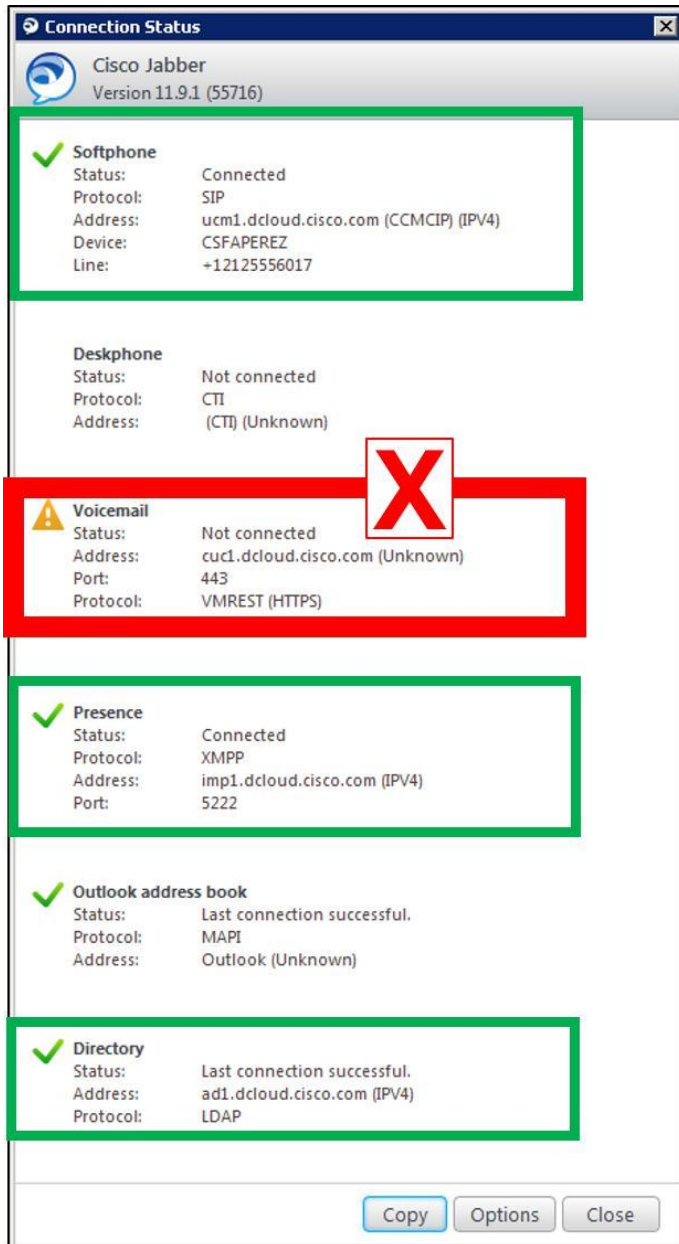 Connection Status
Cisco Jabber
Version 11.9.1 (55716)
Softphone
Status: Connected
Protocol: SIP
Address: ucm1.dcloud.cisco.com (CCMCIP) (IPV4)
Device: CSFAPEREZ
Line: +12125556017
Deskphone
Status: Not connected
Protocol: CTI
Address: (CTI) (Unknown)
X
Voicemail
Status: Not connected
Address: cuc1.dcloud.cisco.com (Unknown)
Port: 443
Protocol: VMREST (HTTPS)
Presence
Status: Connected
Protocol: XMPP
Address: imp1.dcloud.cisco.com (IPV4)
Port: 5222
Outlook address book
Status: Last connection successful.
Protocol: MAPI
Address: Outlook (Unknown)
Directory
Status: Last connection successful.
Address: ad1.dcloud.cisco.com (IPV4)
Protocol: LDAP
Copy Options Close